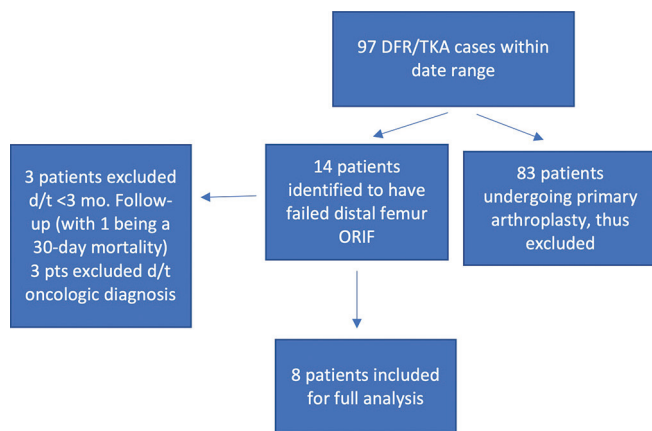 97 DFR/TKA cases within
date range
3 patients excluded
d/t <3 mo. Follow-
up (with 1 being a
30-day mortality)
3 pts excluded d/t
oncologic diagnosis
14 patients
identified to have
failed distal femur
ORIF
83 patients
undergoing primary
arthroplasty, thus
excluded
8 patients included
for full analysis